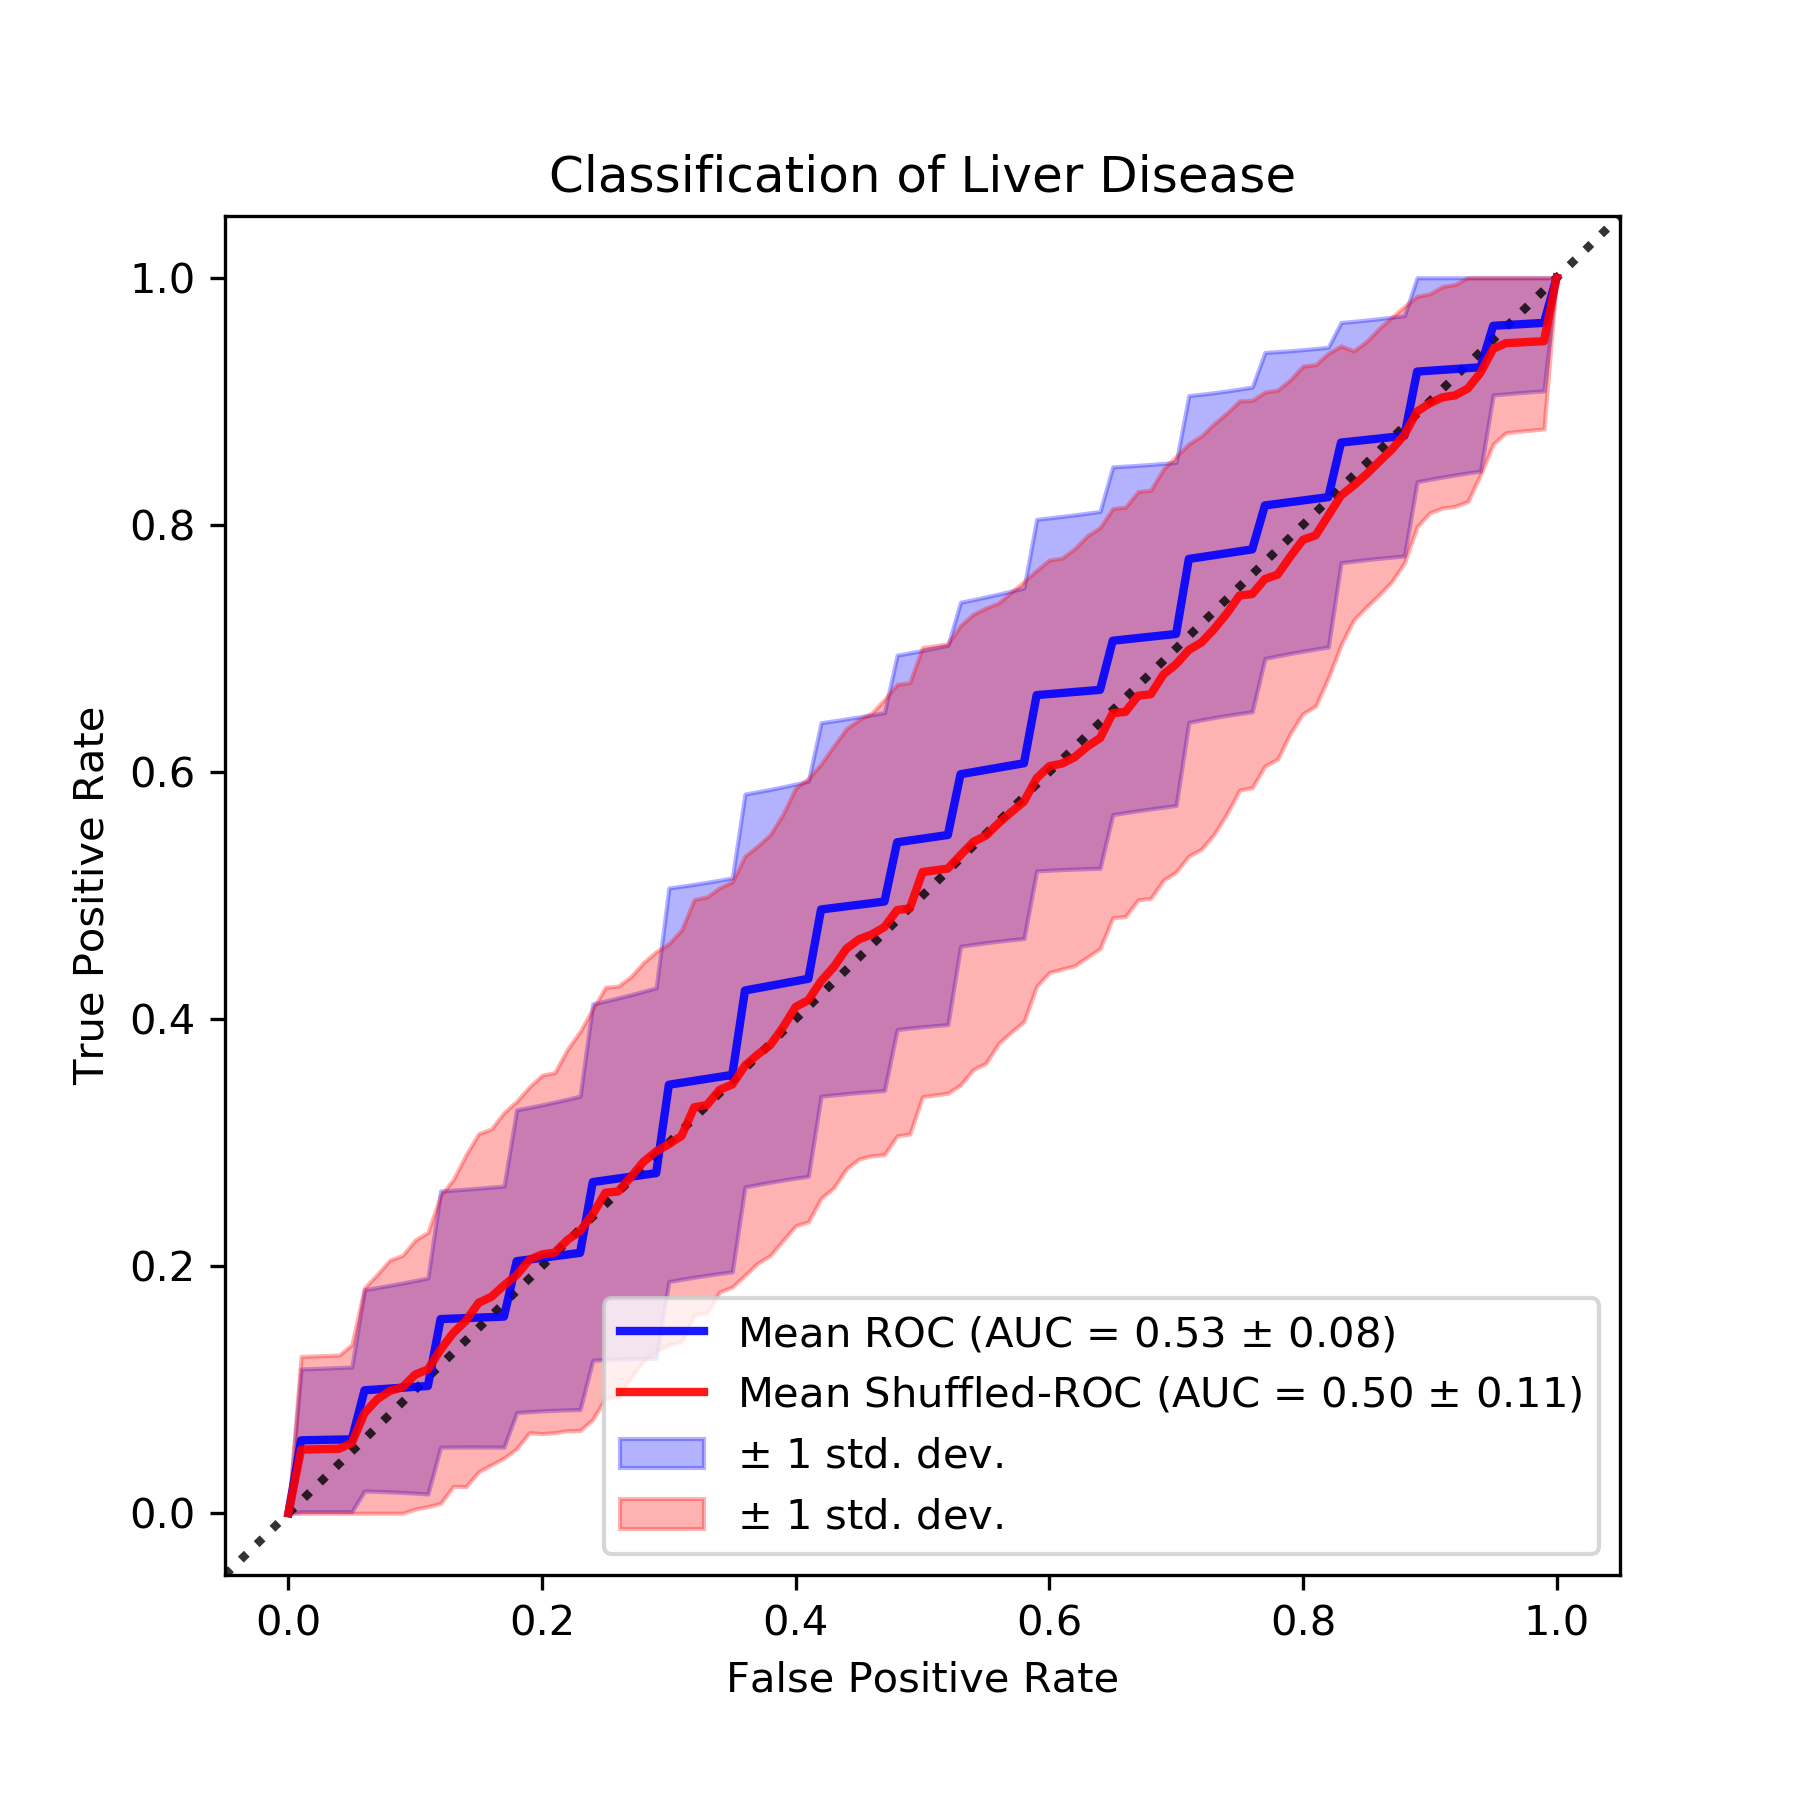 Classification of Liver Disease
1.0
0.8
0.6
0.4
0.2
0.0
True Positive Rate
Mean ROC (AUC = 0.53 ± 0.08)
Mean Shuffled-ROC (AUC = 0.50 ± 0.11)
± 1 std. dev.
± 1 std. dev.
0.0 0.2 0.4 0.6 0.8 1.0
False Positive Rate